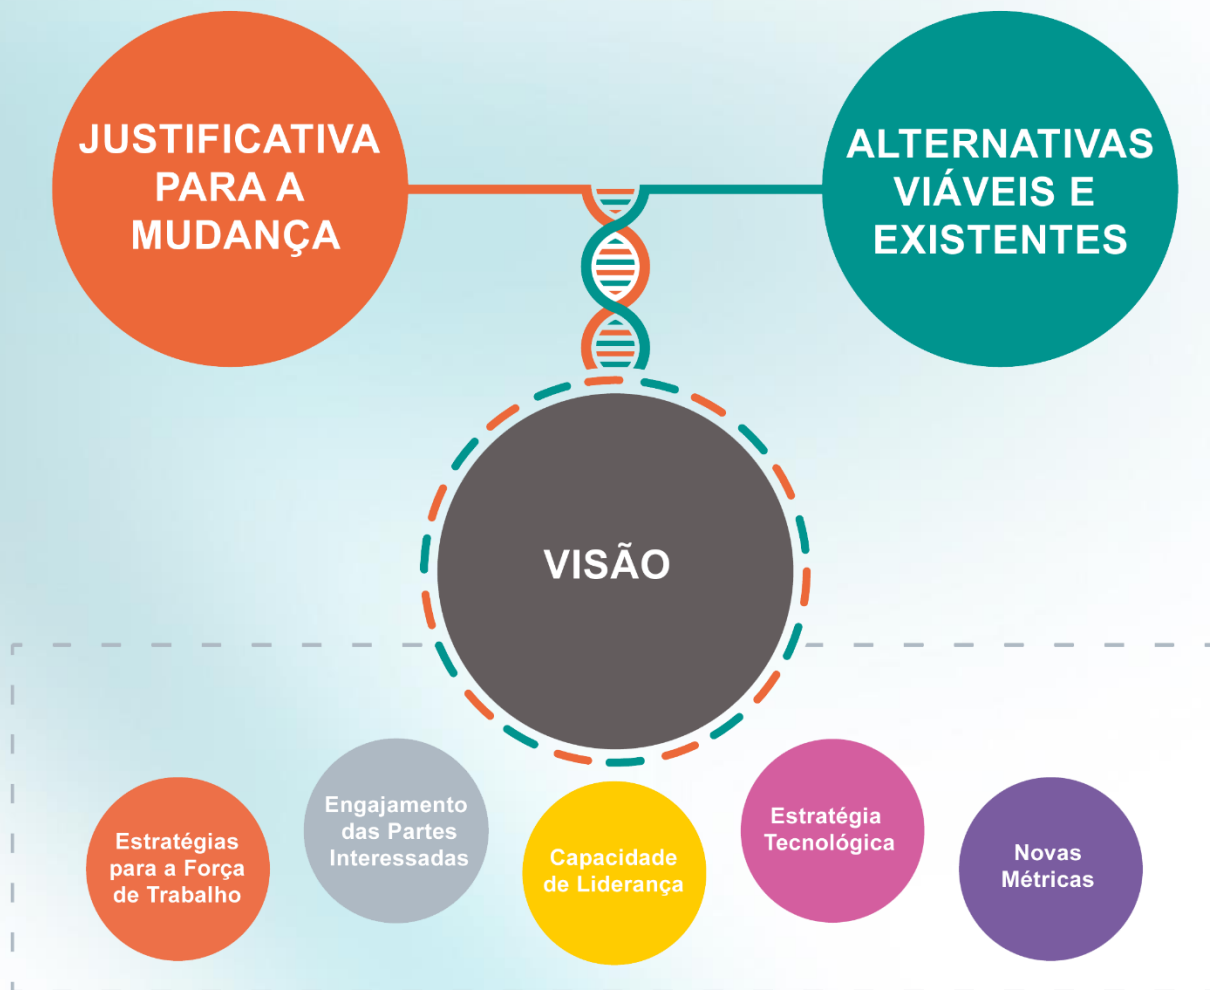 JUSTIFICATIVA
PARA A
MUDANÇA
ALTERNATIVAS
VIÁVEIS E
EXISTENTES
VISÃO
Estratégias
para a Força
de Trabalho
Engajamento
das Partes
Interessadas
Capacidade
de Liderança
Estratégia
Tecnológica
Novas
Métricas